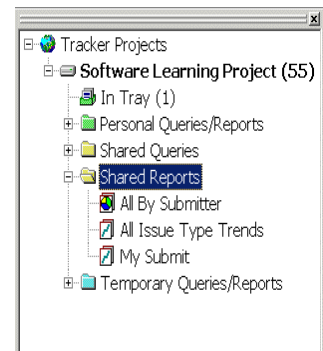 Tracker Projects
Software Learning Project (55)
In Tray (1)
Personal Queries/Reports
Shared Queries
Shared Reports
All By Submitter
All Issue Type Trends
My Submit
Temporary Queries/Reports